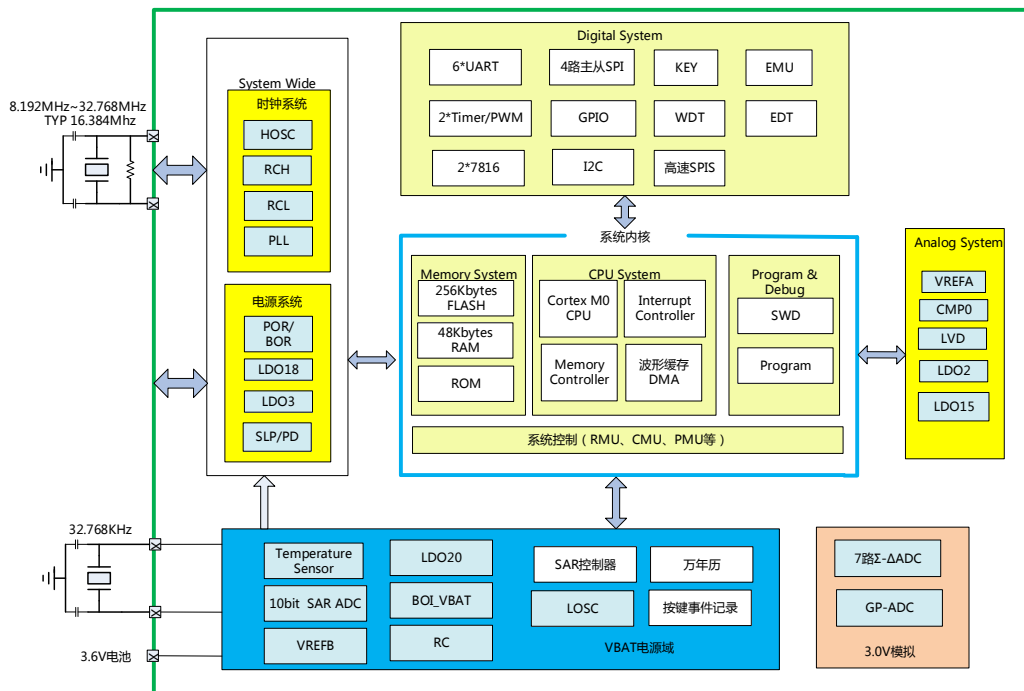 8.192MHz~32.768MHz
TYP 16.384Mhz
System Wide
时钟系统
HOSC
RCH
RCL
PLL
电源系统
POR/
BOR
LDO18
LDO3
SLP/PD
Digital System
6*UART
4路主从SPI
KEY
EMU
2*Timer/PWM
GPIO
WDT
EDT
2*7816
I2C
高速SPIS
系统内核
Memory System
256Kbytes
FLASH
48Kbytes
RAM
ROM
CPU System
Cortex M0
CPU
Interrupt
Controller
Memory
Controller
波形缓存
DMA
Program &
Debug
SWD
Program
系统控制（RMU、CMU、PMU等）
Analog System
VREFA
CMP0
LVD
LDO2
LDO15
32.768KHz
3.6V电池
Temperature
Sensor
LDO20
SAR控制器
万年历
10bit SAR ADC
BOI_VBAT
LOSC
按键事件记录
VREFB
RC
VBAT电源域
7路Σ-ΔADC
GP-ADC
3.0V模拟